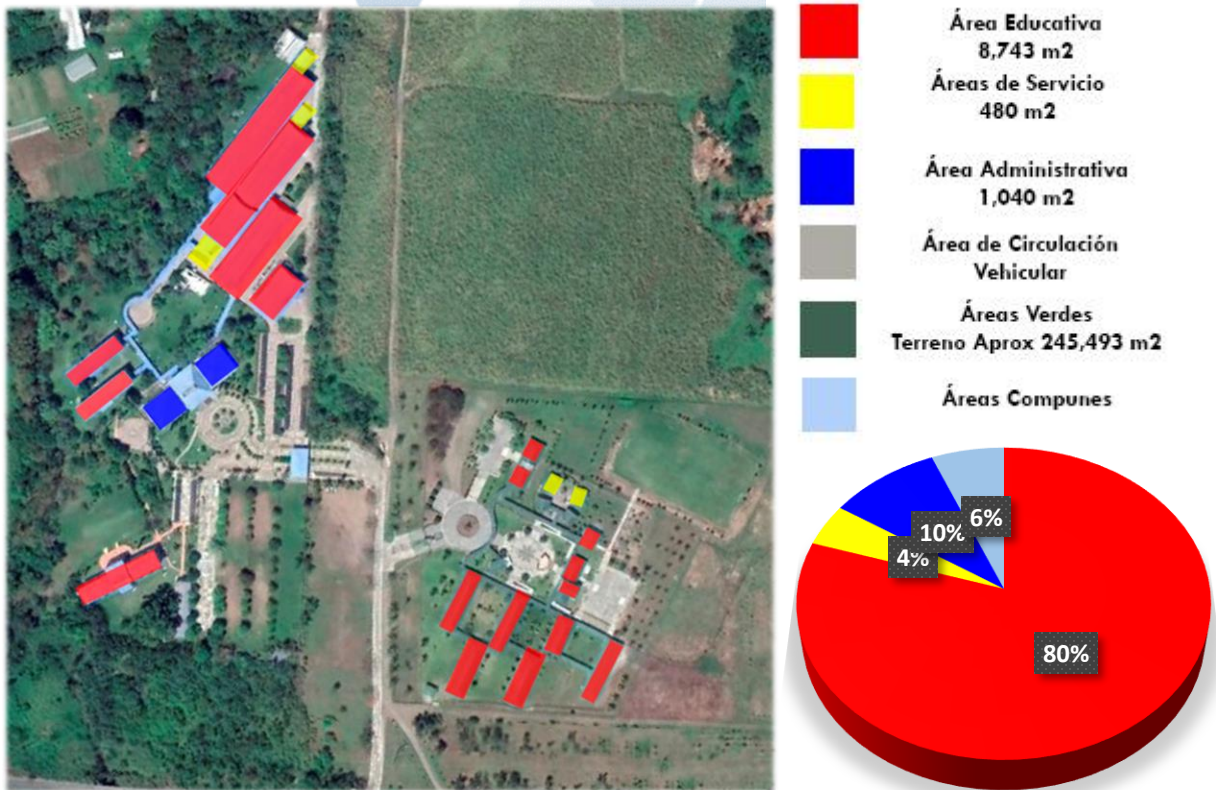 Área Educativa
8,743 m2
Áreas de Servicio
480 m2
Área Administrativa
1,040 m2
Área de Circulación
Vehicular
Áreas Verdes
Terreno Aprox 245,493 m2
Áreas Compunes
6%
10%
4%
80%